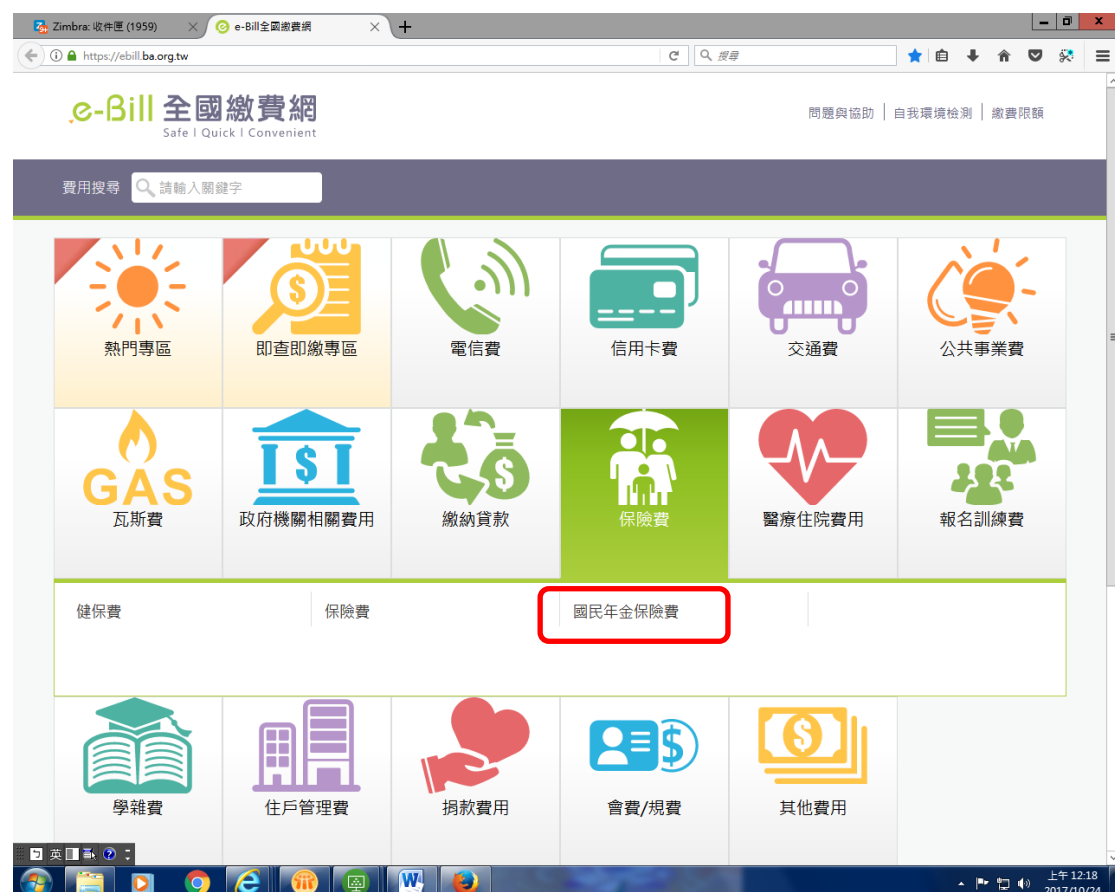 Zimbra: 收件匣 (1959)
e-Bill全國繳費網
https://ebill.ba.org.tw
搜尋
e-Bill 全國繳費網
Safe | Quick | Convenient
問題與協助 | 自我環境檢測 | 繳費限額
費用搜尋 請輸入關鍵字
熱門專區 即查即繳專區 電信費 信用卡費 交通費 公共事業費
GAS
瓦斯費 政府機關相關費用 繳納貸款 保險費 醫療住院費用 報名訓練費
健保費 保險費 國民年金保險費
學雜費 住戶管理費 捐款費用 會費/規費 其他費用
英
上午 12:18